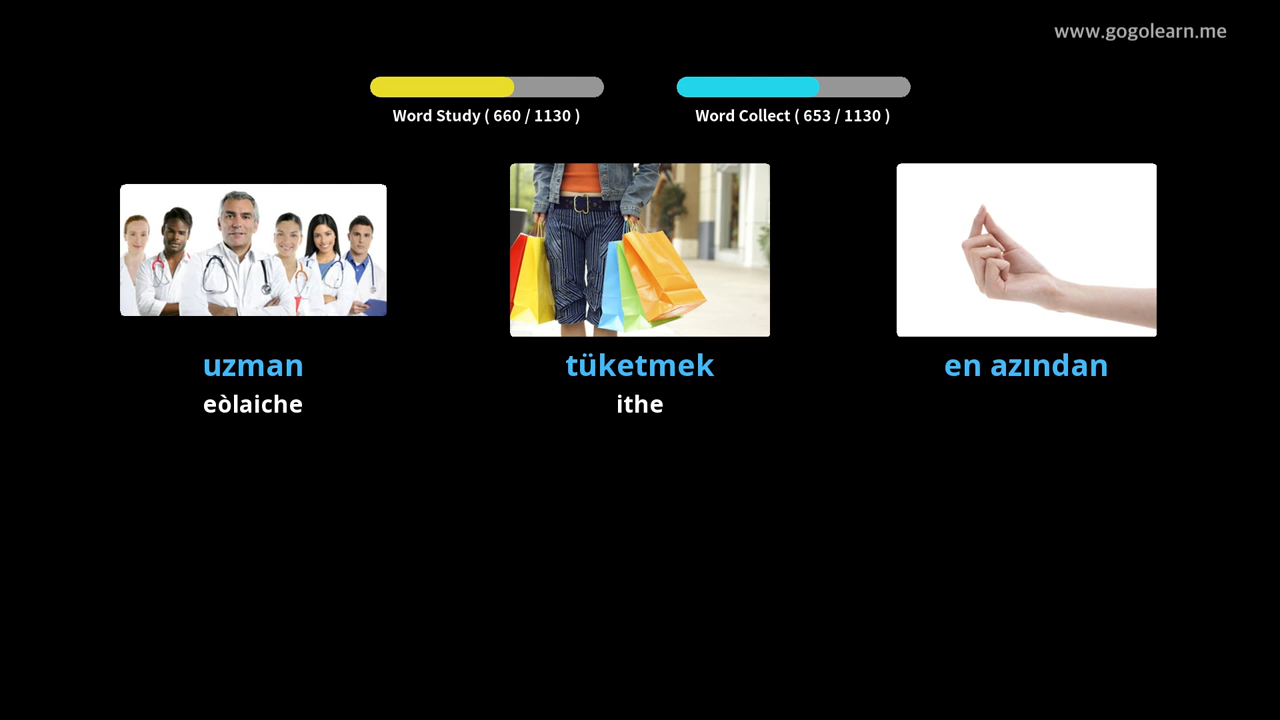 www.gogolearn.me
Word Study ( 660 / 1130 )
Word Collect ( 653 / 1130 )
uzman
eòlaiche
tüketmek
ithe
en azından